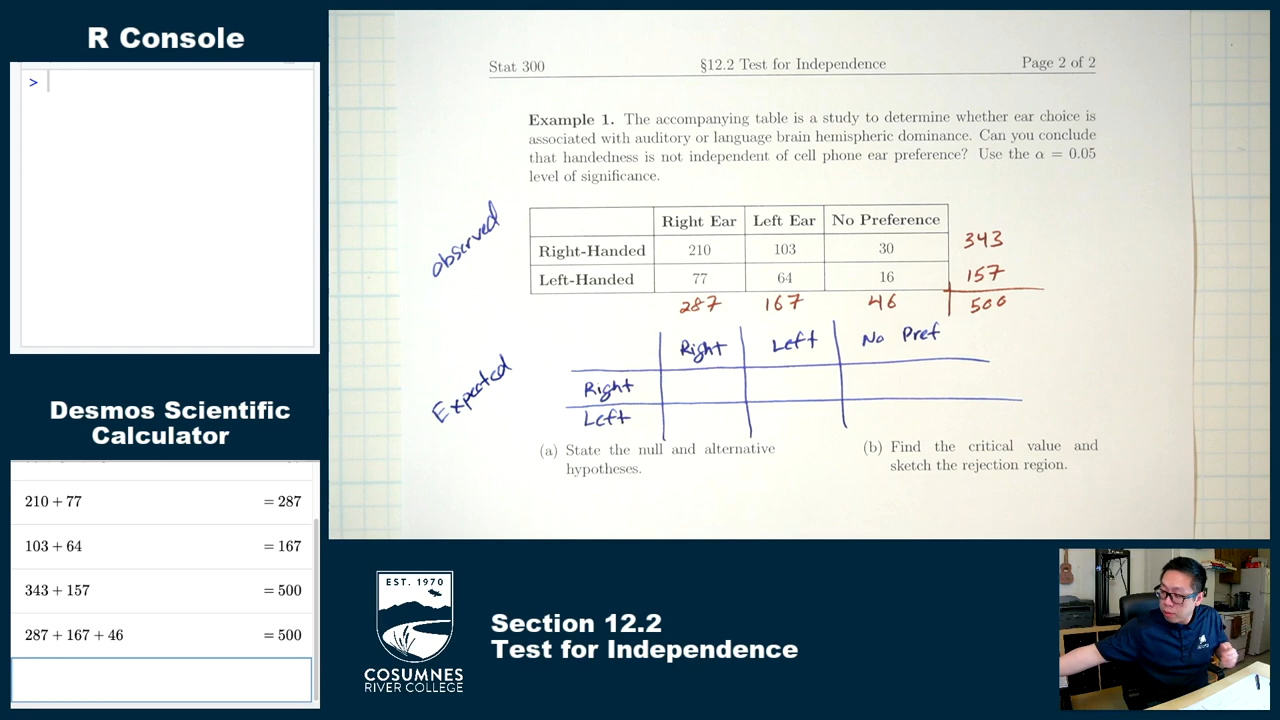 R Console
>
Desmos Scientific
Calculator
210 + 77 = 287
103 + 64 = 167
343 + 157 = 500
287 + 167 + 46 = 500
Stat 300 §12.2 Test for Independence Page 2 of 2
Example 1. The accompanying table is a study to determine whether ear choice is
associated with auditory or language brain hemispheric dominance. Can you conclude
that handedness is not independent of cell phone ear preference? Use the α = 0.05
level of significance.
observed
Right Ear Left Ear No Preference
Right-Handed 210 103 30 343
Left-Handed 77 64 16 157
287 167 46 500
Expected
Right Left No Pref
Right
Left
(a) State the null and alternative
hypotheses.
(b) Find the critical value and
sketch the rejection region.
EST. 1970
COSUMNES
RIVER COLLEGE
Section 12.2
Test for Independence